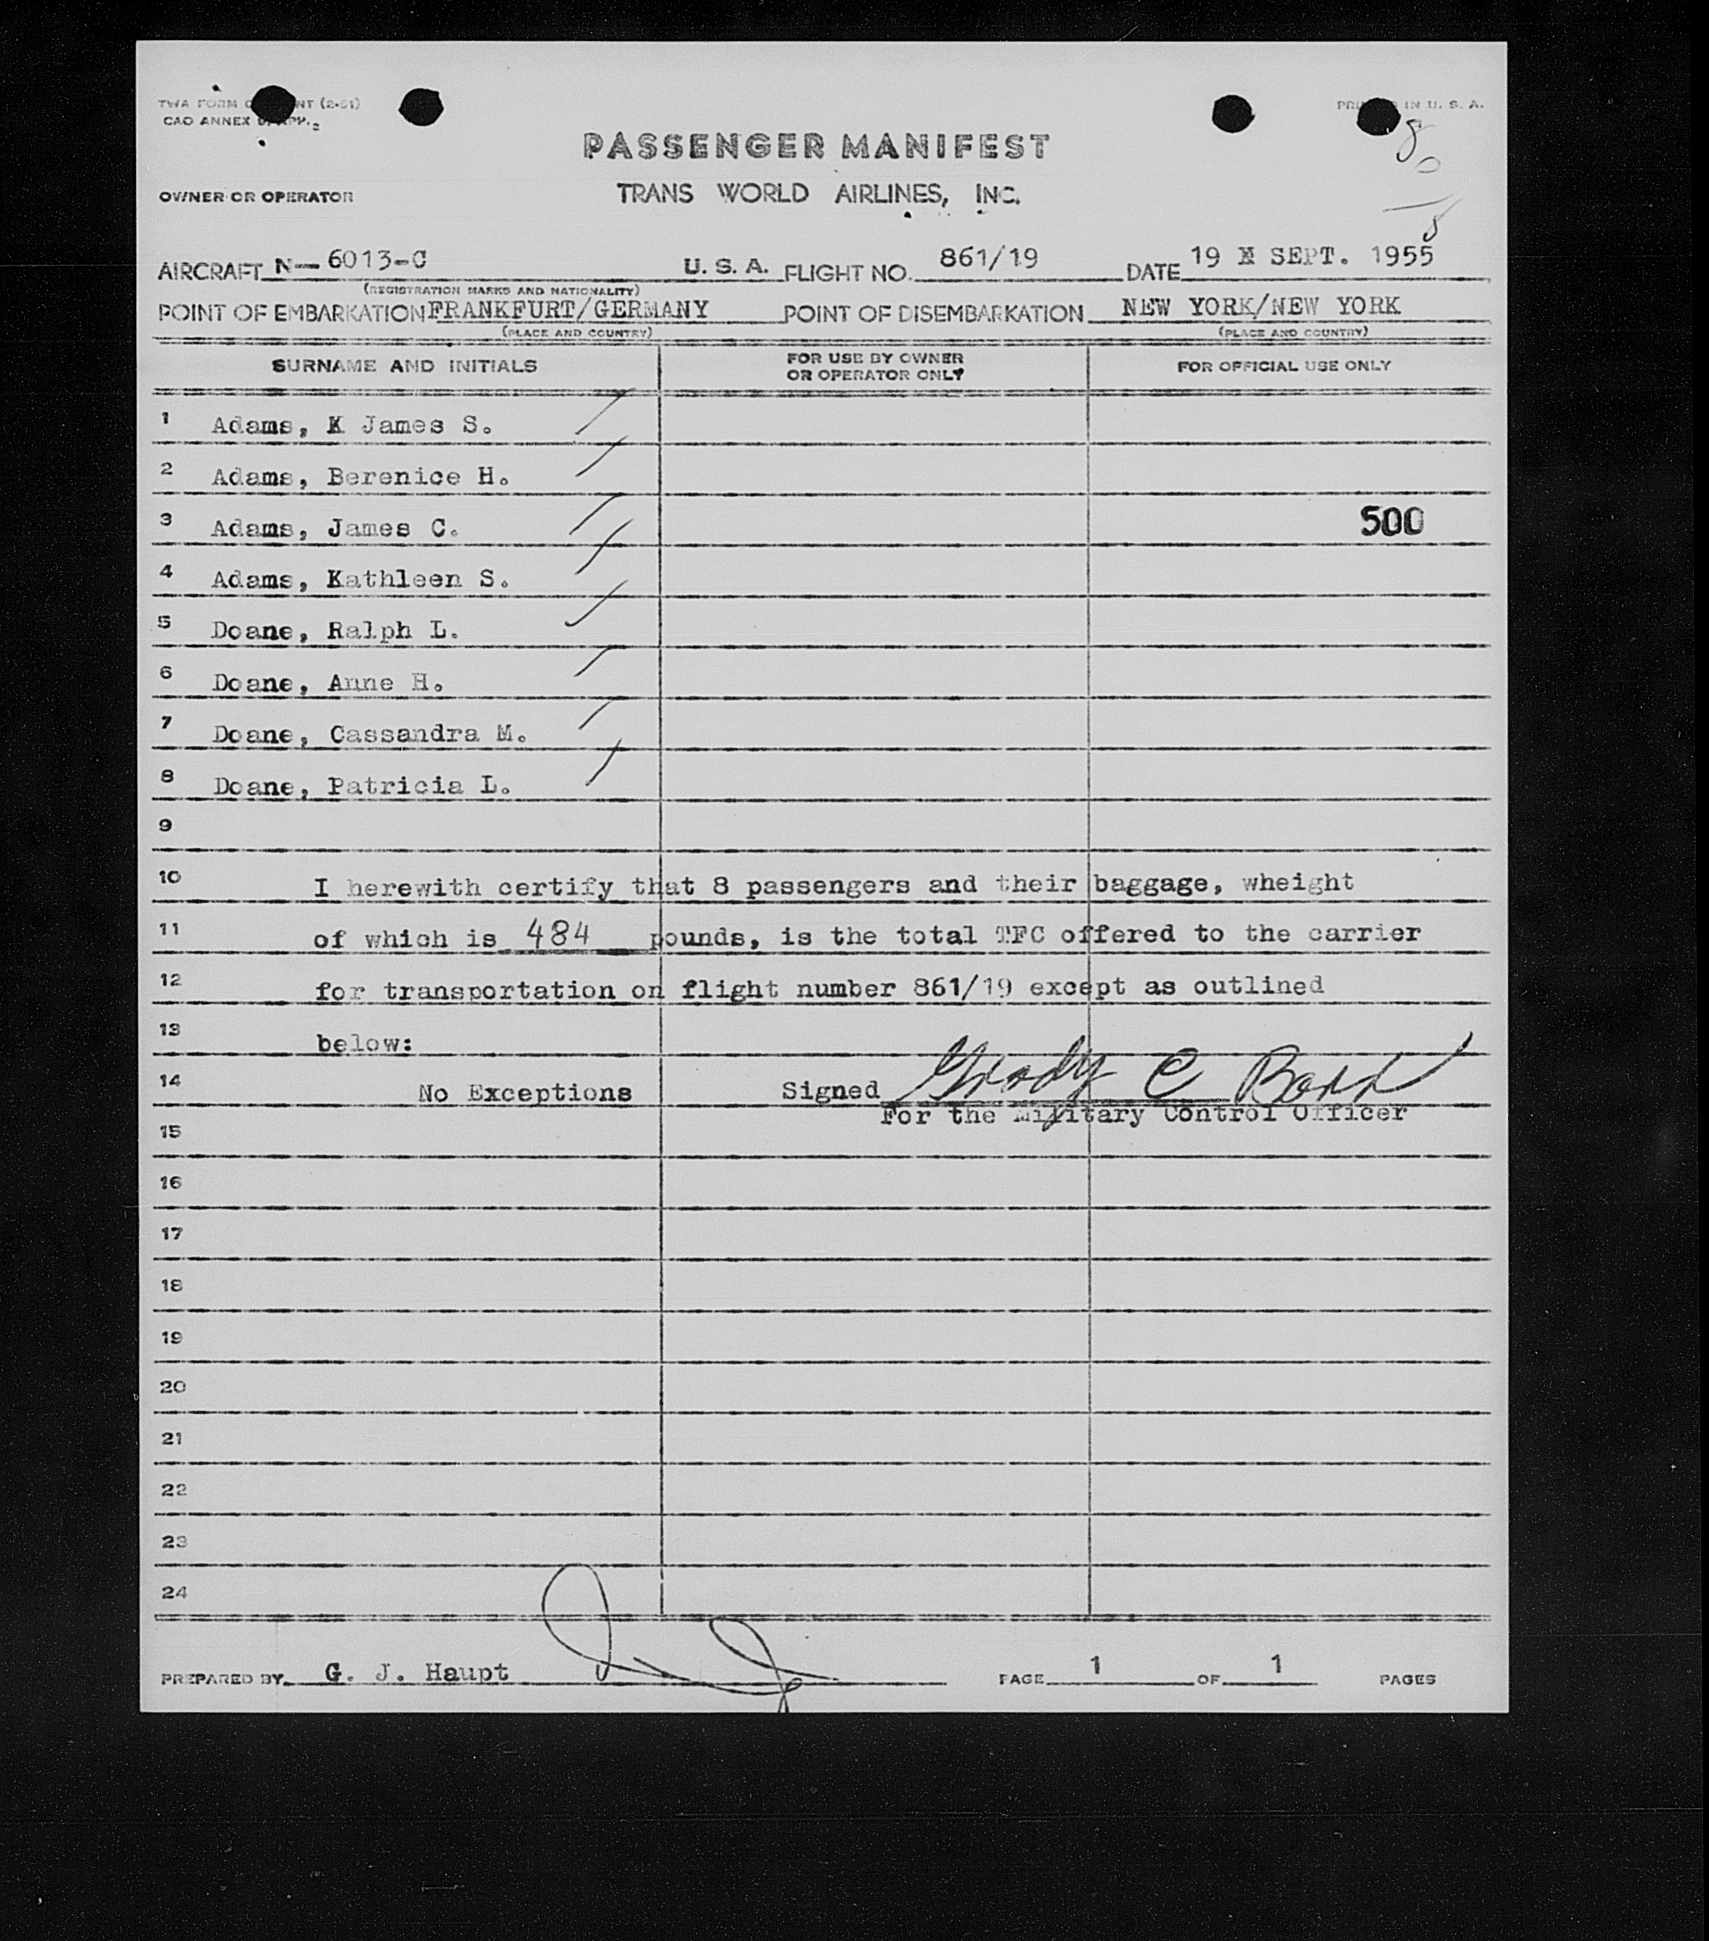 TWA FORM (2-51)
CAO ANNEX
PRINTED IN U. S. A.
PASSENGER MANIFEST
OWNER OR OPERATOR
TRANS WORLD AIRLINES, INC.
AIRCRAFT N- 6013-C U. S. A. FLIGHT NO. 861/19 DATE 19 X SEPT. 1955
(REGISTRATION MARKS AND NATIONALITY)
POINT OF EMBARKATION FRANKFURT/GERMANY POINT OF DISEMBARKATION NEW YORK/NEW YORK
(PLACE AND COUNTRY) (PLACE AND COUNTRY)
SURNAME AND INITIALS FOR USE BY OWNER OR OPERATOR ONLY FOR OFFICIAL USE ONLY
1 Adams, K James S.
2 Adams, Berenice H.
3 Adams, James C. 500
4 Adams, Kathleen S.
5 Doane, Ralph L.
6 Doane, Anne H.
7 Doane, Cassandra M.
8 Doane, Patricia L.
9
10 I herewith certify that 8 passengers and their baggage, wheight
11 of which is 484 pounds, is the total TFC offered to the carrier
12 for transportation on flight number 861/19 except as outlined
13 below:
14 No Exceptions Signed Grady C
For the Military Control Officer
15
16
17
18
19
20
21
22
23
24
PREPARED BY G. J. Haupt PAGE 1 OF 1 PAGES